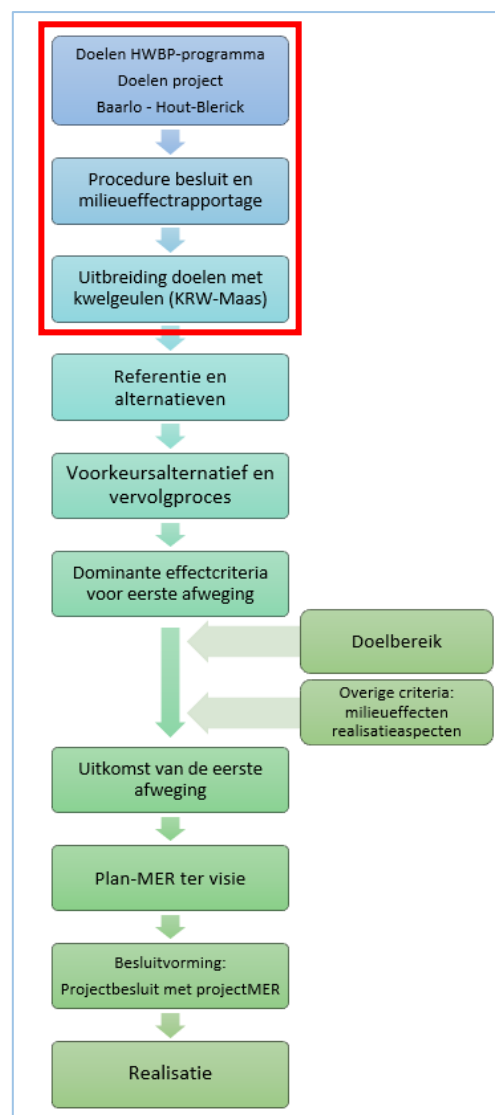 Doelen HWBP-programma
Doelen project
Baarlo - Hout-Blerick
Procedure besluit en
milieueffectrapportage
Uitbreiding doelen met
kwelgeulen (KRW-Maas)
Referentie en
alternatieven
Voorkeursalternatief en
vervolgproces
Dominante effectcriteria
voor eerste afweging
Doelbereik
Overige criteria:
milieueffecten
realisatieaspecten
Uitkomst van de eerste
afweging
Plan-MER ter visie
Besluitvorming:
Projectbesluit met projectMER
Realisatie